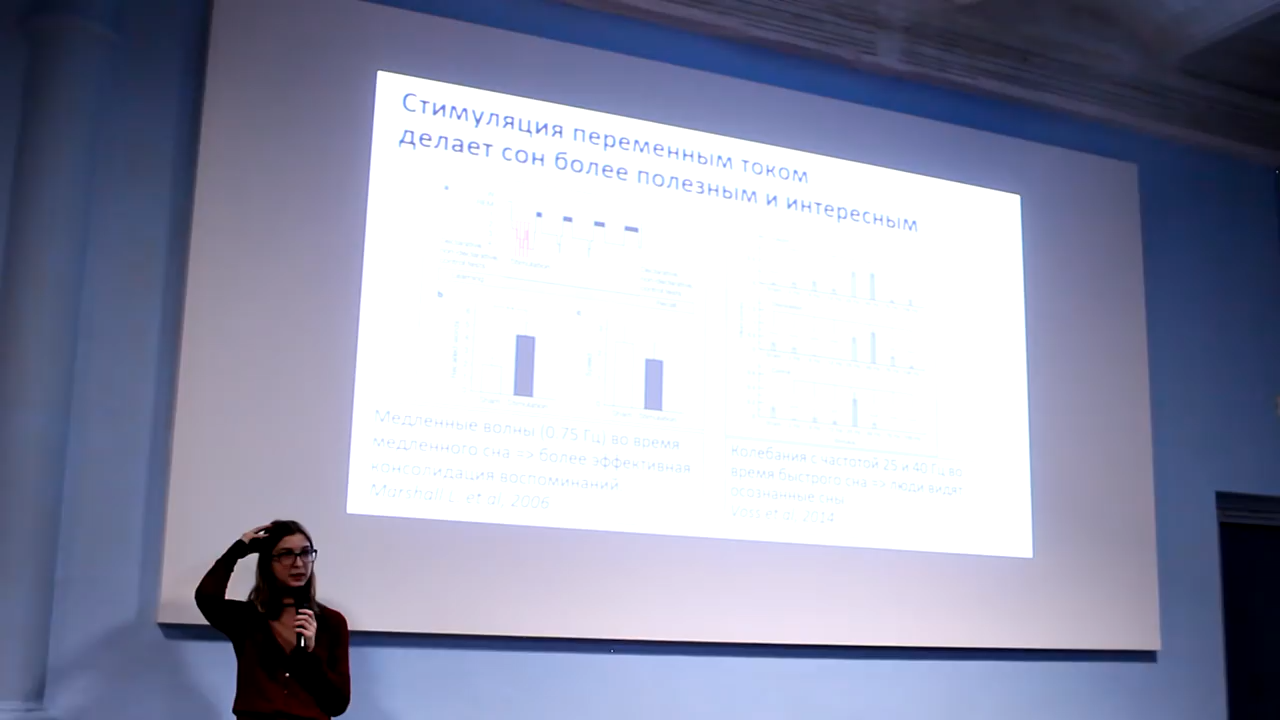 Стимуляция переменным током
делает сон более полезным и интересным
b
Медленные волны (0.75 Гц) во время
медленного сна => более эффективная
консолидация воспоминаний
Marshall L. et al, 2006
Колебания с частотой 25 и 40 Гц во
время быстрого сна => люди видят
осознанные сны
Voss et al, 2014